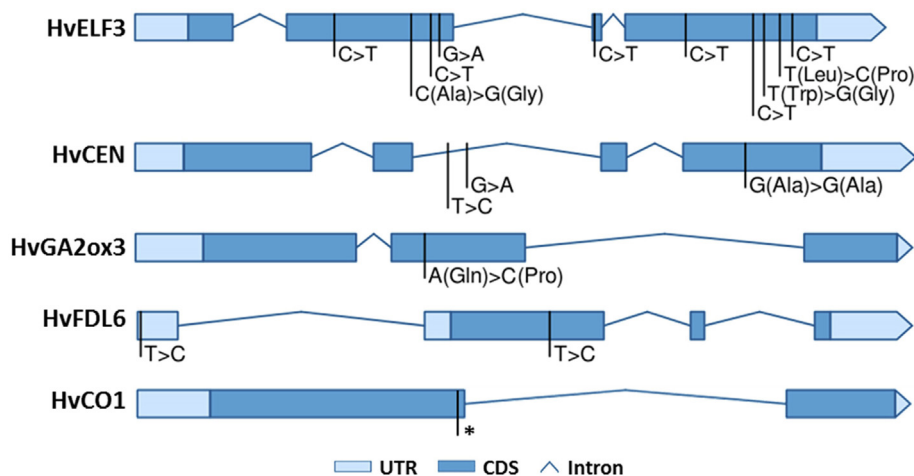 HvELF3
C>T
G>A
C>T
C(Ala)>G(Gly)
C>T
C>T
C>T
T(Leu)>C(Pro)
T(Trp)>G(Gly)
C>T
HvCEN
G>A
T>C
G(Ala)>G(Ala)
HvGA2ox3
A(Gln)>C(Pro)
HvFDL6
T>C
T>C
HvCO1
*
UTR CDS Intron